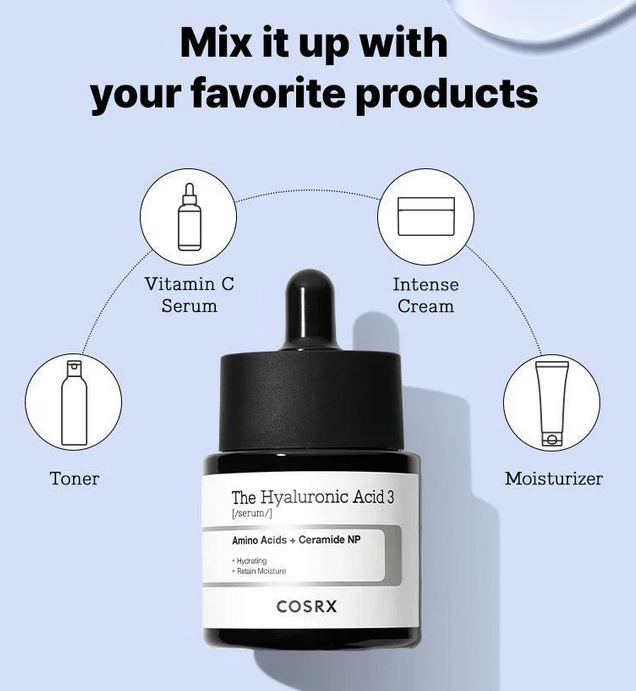 Mix it up with
your favorite products
Vitamin C
Serum
Intense
Cream
Toner
Moisturizer
The Hyaluronic Acid 3
[/serum/]
Amino Acids + Ceramide NP
• Hydrating
• Retain Moisture
COSRX